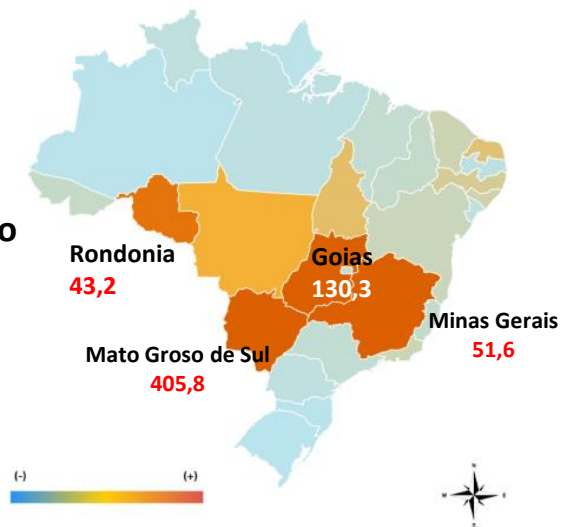 o
Rondonia
43,2
Goias
130,3
Minas Gerais
51,6
Mato Groso de Sul
405,8
(-)
(+)
N
W
E
S